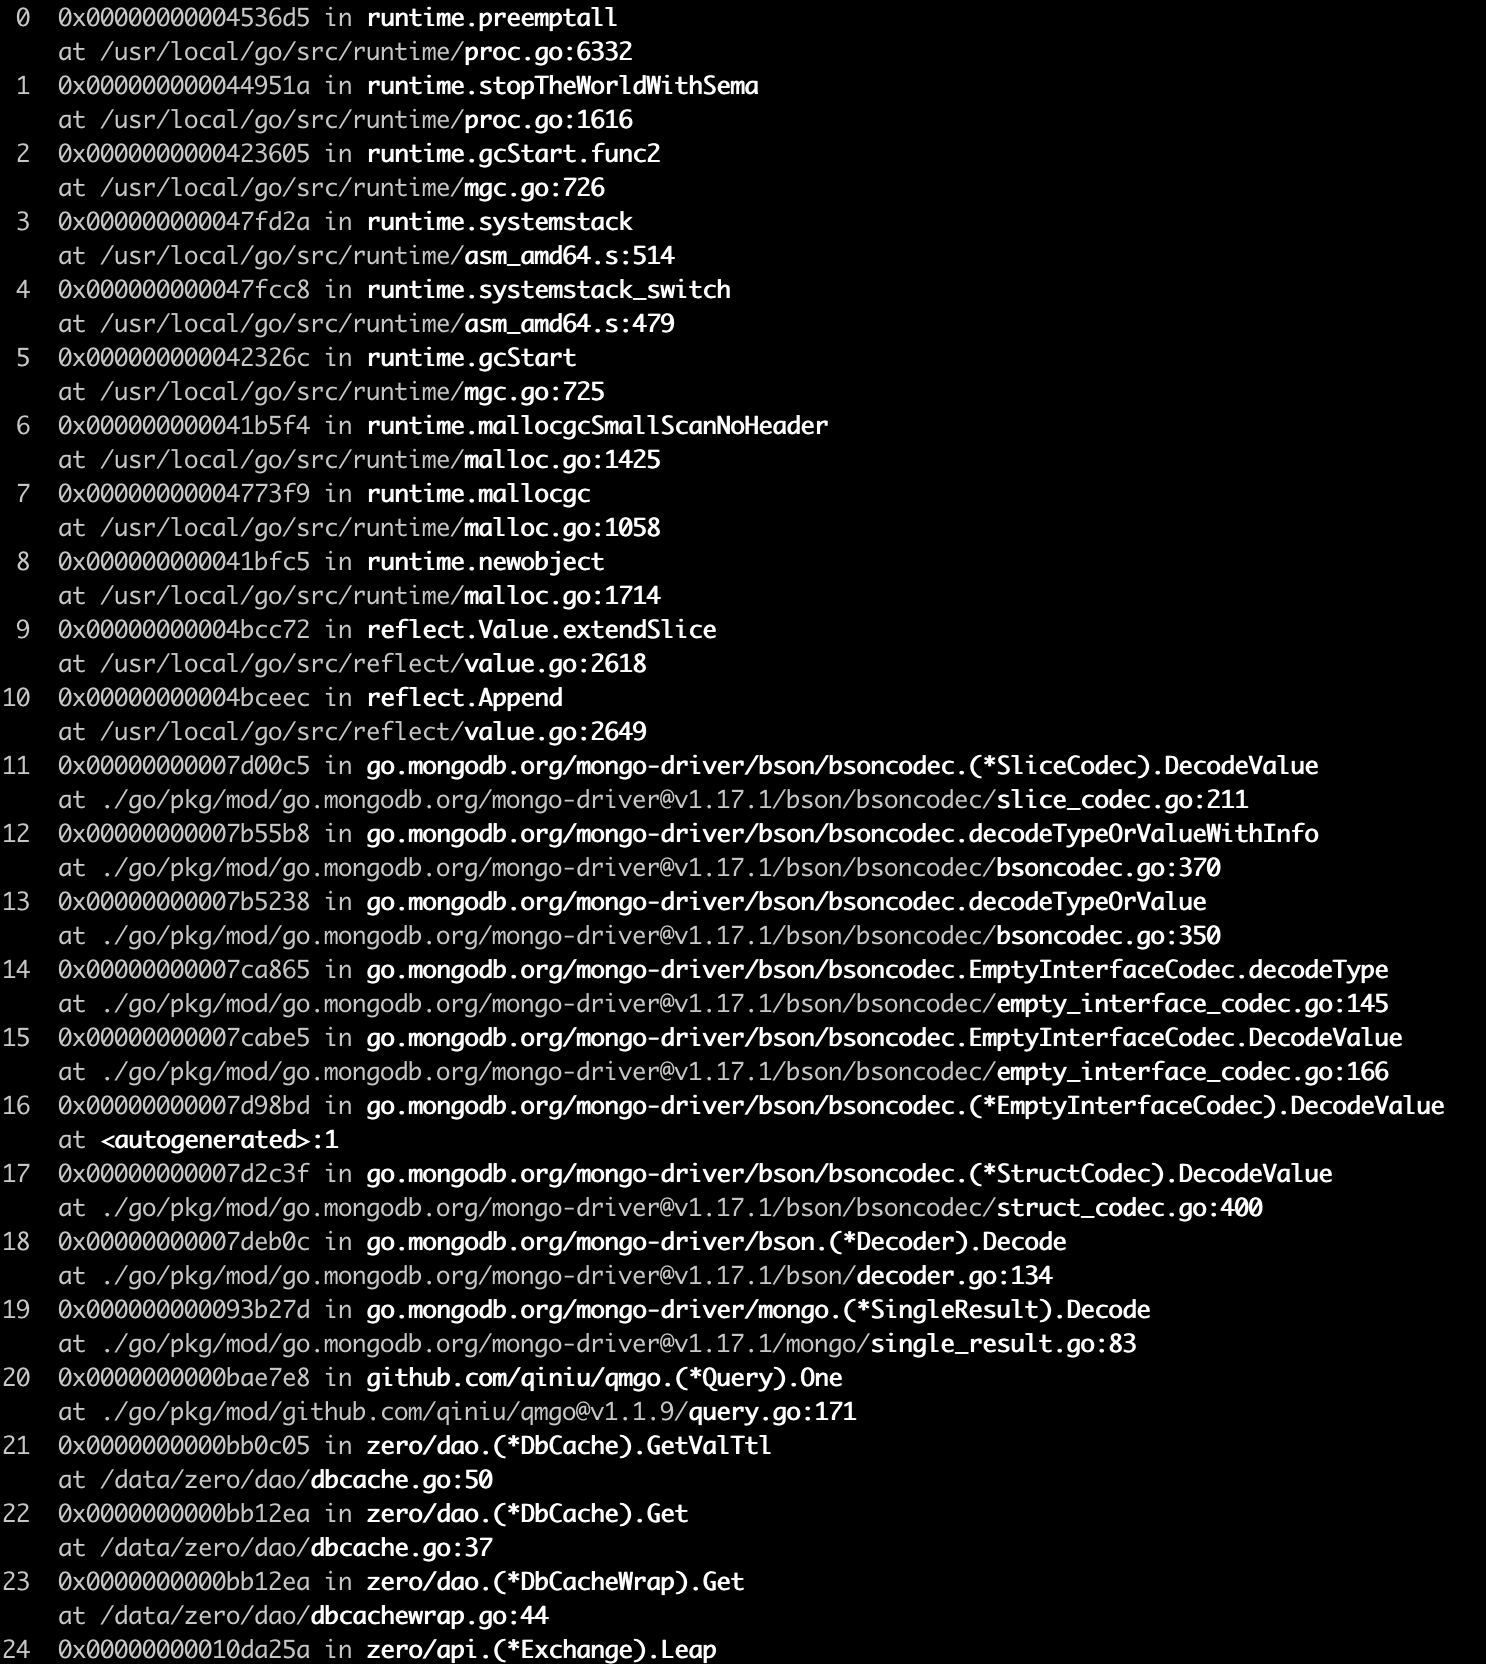 0 0x00000000004536d5 in runtime.preemptall
at /usr/local/go/src/runtime/proc.go:6332
1 0x000000000044951a in runtime.stopTheWorldWithSema
at /usr/local/go/src/runtime/proc.go:1616
2 0x0000000000423605 in runtime.gcStart.func2
at /usr/local/go/src/runtime/mgc.go:726
3 0x000000000047fd2a in runtime.systemstack
at /usr/local/go/src/runtime/asm_amd64.s:514
4 0x000000000047fcc8 in runtime.systemstack_switch
at /usr/local/go/src/runtime/asm_amd64.s:479
5 0x000000000042326c in runtime.gcStart
at /usr/local/go/src/runtime/mgc.go:725
6 0x000000000041b5f4 in runtime.mallocgcSmallScanNoHeader
at /usr/local/go/src/runtime/malloc.go:1425
7 0x00000000004773f9 in runtime.mallocgc
at /usr/local/go/src/runtime/malloc.go:1058
8 0x000000000041bfc5 in runtime.newobject
at /usr/local/go/src/runtime/malloc.go:1714
9 0x00000000004bcc72 in reflect.Value.extendSlice
at /usr/local/go/src/reflect/value.go:2618
10 0x00000000004bceec in reflect.Append
at /usr/local/go/src/reflect/value.go:2649
11 0x00000000007d00c5 in go.mongodb.org/mongo-driver/bson/bsoncodec.(*SliceCodec).DecodeValue
at ./go/pkg/mod/go.mongodb.org/mongo-driver@v1.17.1/bson/bsoncodec/slice_codec.go:211
12 0x00000000007b55b8 in go.mongodb.org/mongo-driver/bson/bsoncodec.decodeTypeOrValueWithInfo
at ./go/pkg/mod/go.mongodb.org/mongo-driver@v1.17.1/bson/bsoncodec/bsoncodec.go:370
13 0x00000000007b5238 in go.mongodb.org/mongo-driver/bson/bsoncodec.decodeTypeOrValue
at ./go/pkg/mod/go.mongodb.org/mongo-driver@v1.17.1/bson/bsoncodec/bsoncodec.go:350
14 0x00000000007ca865 in go.mongodb.org/mongo-driver/bson/bsoncodec.EmptyInterfaceCodec.decodeType
at ./go/pkg/mod/go.mongodb.org/mongo-driver@v1.17.1/bson/bsoncodec/empty_interface_codec.go:145
15 0x00000000007cabe5 in go.mongodb.org/mongo-driver/bson/bsoncodec.EmptyInterfaceCodec.DecodeValue
at ./go/pkg/mod/go.mongodb.org/mongo-driver@v1.17.1/bson/bsoncodec/empty_interface_codec.go:166
16 0x00000000007d98bd in go.mongodb.org/mongo-driver/bson/bsoncodec.(*EmptyInterfaceCodec).DecodeValue
at <autogenerated>:1
17 0x00000000007d2c3f in go.mongodb.org/mongo-driver/bson/bsoncodec.(*StructCodec).DecodeValue
at ./go/pkg/mod/go.mongodb.org/mongo-driver@v1.17.1/bson/bsoncodec/struct_codec.go:400
18 0x00000000007deb0c in go.mongodb.org/mongo-driver/bson.(*Decoder).Decode
at ./go/pkg/mod/go.mongodb.org/mongo-driver@v1.17.1/bson/decoder.go:134
19 0x000000000093b27d in go.mongodb.org/mongo-driver/mongo.(*SingleResult).Decode
at ./go/pkg/mod/go.mongodb.org/mongo-driver@v1.17.1/mongo/single_result.go:83
20 0x0000000000bae7e8 in github.com/qiniu/qmgo.(*Query).One
at ./go/pkg/mod/github.com/qiniu/qmgo@v1.1.9/query.go:171
21 0x0000000000bb0c05 in zero/dao.(*DbCache).GetValTtl
at /data/zero/dao/dbcache.go:50
22 0x0000000000bb12ea in zero/dao.(*DbCache).Get
at /data/zero/dao/dbcache.go:37
23 0x0000000000bb12ea in zero/dao.(*DbCacheWrap).Get
at /data/zero/dao/dbcachewrap.go:44
24 0x00000000010da25a in zero/api.(*Exchange).Leap